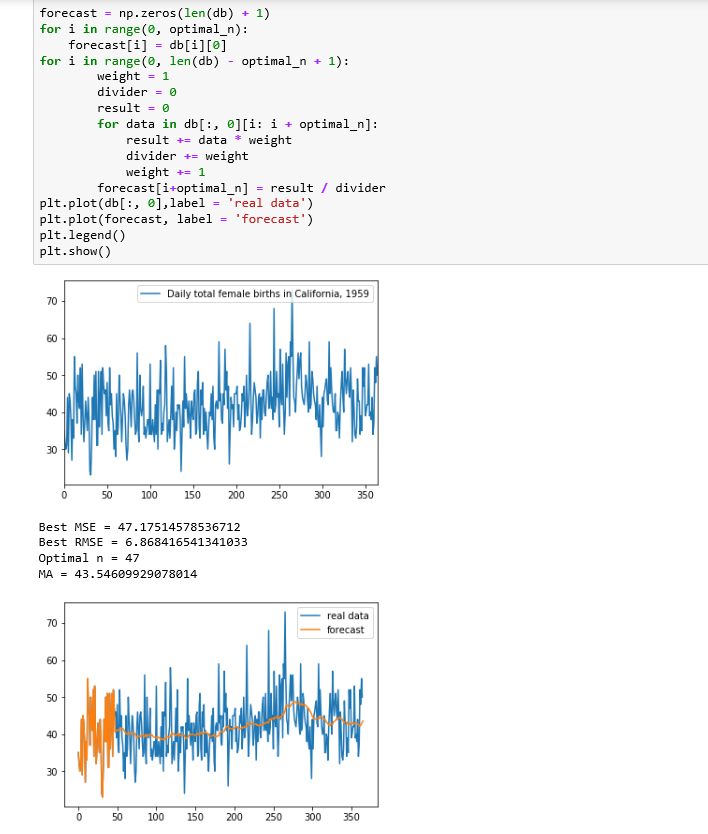 forecast = np.zeros(len(db) + 1)
for i in range(0, optimal_n):
    forecast[i] = db[i][0]
for i in range(0, len(db) - optimal_n + 1):
        weight = 1
        divider = 0
        result = 0
        for data in db[:, 0][i: i + optimal_n]:
            result += data * weight
            divider += weight
            weight += 1
        forecast[i+optimal_n] = result / divider
plt.plot(db[:, 0],label = 'real data')
plt.plot(forecast, label = 'forecast')
plt.legend()
plt.show()
Daily total female births in California, 1959
70
60
50
40
30
0 50 100 150 200 250 300 350
Best MSE = 47.17514578536712
Best RMSE = 6.868416541341033
Optimal n = 47
MA = 43.54609929078014
real data
forecast
70
60
50
40
30
0 50 100 150 200 250 300 350